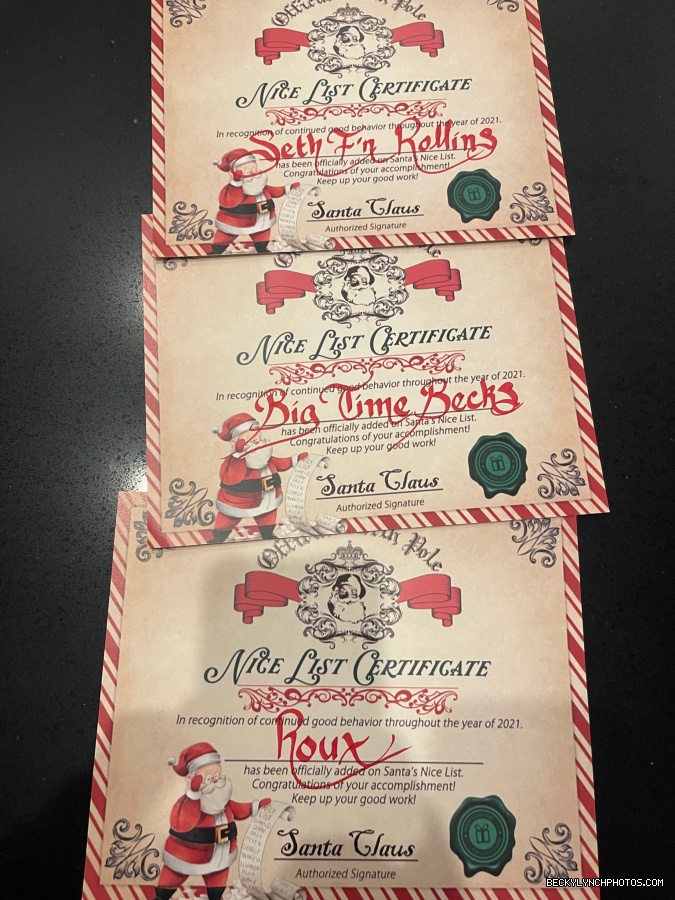 Official Pole
NICE LIST CERTIFICATE
In recognition of continued good behavior throughout the year of 2021.
Seth F'n Rollins
has been officially added on Santa's Nice List.
Congratulations of your accomplishment!
Keep up your good work!
Santa Claus
Authorized Signature
Pole
NICE LIST CERTIFICATE
In recognition of continued good behavior throughout the year of 2021.
Big Time Becks
has been officially added on Santa's Nice List.
Congratulations of your accomplishment!
Keep up your good work!
Santa Claus
Authorized Signature
Official Pole
NICE LIST CERTIFICATE
In recognition of continued good behavior throughout the year of 2021.
Roux
has been officially added on Santa's Nice List.
Congratulations of your accomplishment!
Keep up your good work!
Santa Claus
Authorized Signature
BECKYLYNCHPHOTOS.COM